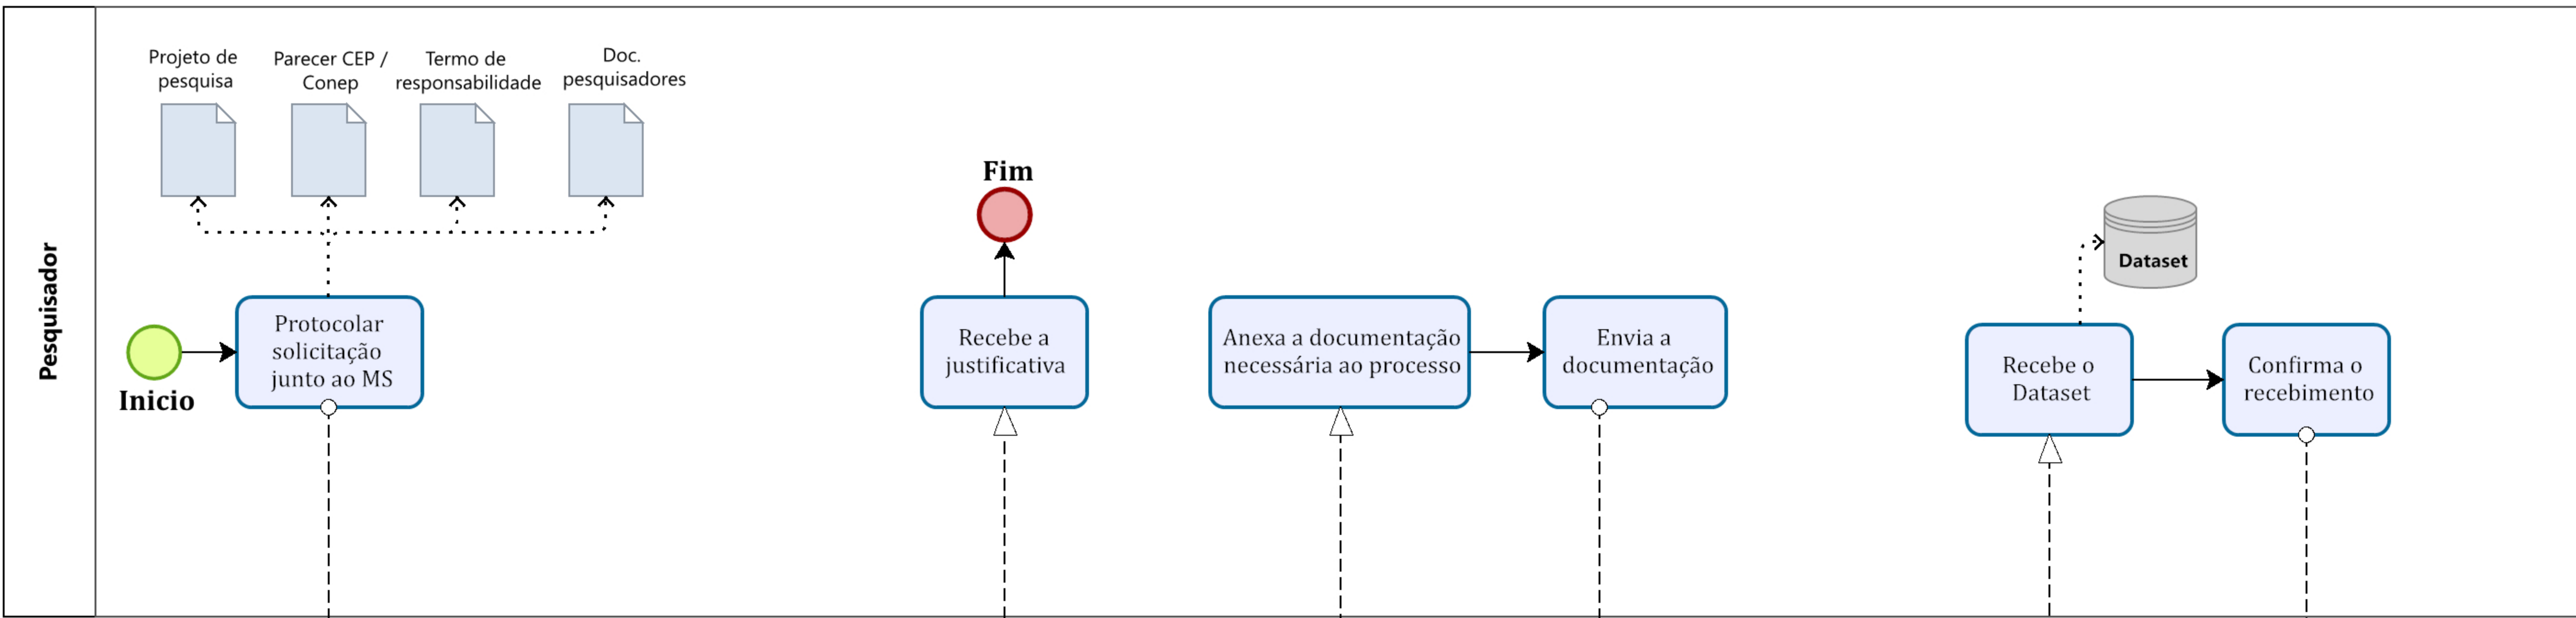 Pesquisador
Projeto de
pesquisa
Parecer CEP /
Conep
Termo de
responsabilidade
Doc.
pesquisadores
Inicio
Protocolar
solicitação
junto ao MS
Fim
Recebe a
justificativa
Anexa a documentação
necessária ao processo
Envia a
documentação
Dataset
Recebe o
Dataset
Confirma o
recebimento